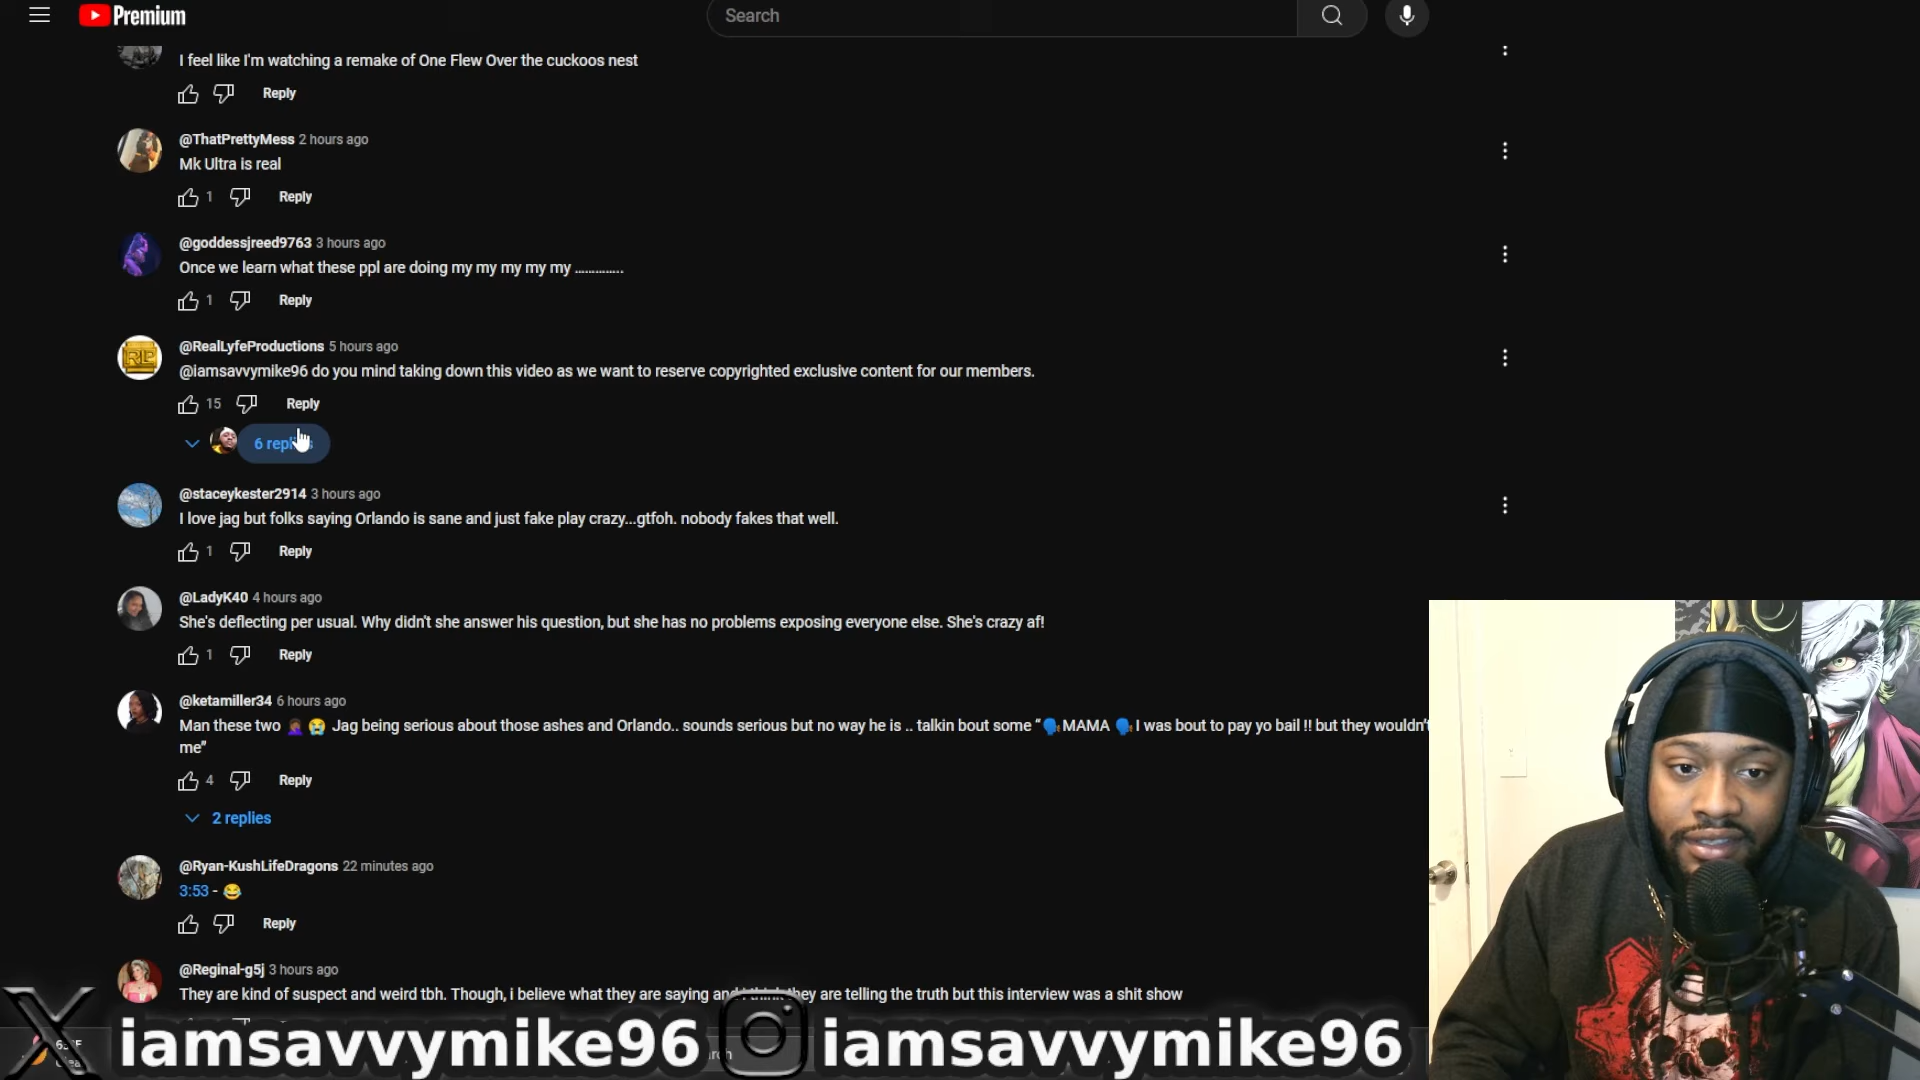 Premium
Search
I feel like I'm watching a remake of One Flew Over the cuckoos nest
Reply
@ThatPrettyMess 2 hours ago
Mk Ultra is real
1 Reply
@goddessjreed9763 3 hours ago
Once we learn what these ppl are doing my my my my my ..............
1 Reply
@RealLyfeProductions 5 hours ago
@iamsavvymike96 do you mind taking down this video as we want to reserve copyrighted exclusive content for our members.
15 Reply
6 replies
@staceykester2914 3 hours ago
I love jag but folks saying Orlando is sane and just fake play crazy...gtfoh. nobody fakes that well.
1 Reply
@LadyK40 4 hours ago
She's deflecting per usual. Why didn't she answer his question, but she has no problems exposing everyone else. She's crazy af!
1 Reply
@ketamiller34 6 hours ago
Man these two 🤦🏾‍♀️ 😭 Jag being serious about those ashes and Orlando.. sounds serious but no way he is .. talkin bout some “🗣️MAMA 🗣️I was bout to pay yo bail !! but they wouldn't
me”
4 Reply
2 replies
@Ryan-KushLifeDragons 22 minutes ago
3:53 - 😂
Reply
@Reginal-g5j 3 hours ago
They are kind of suspect and weird tbh. Though, i believe what they are saying and i think they are telling the truth but this interview was a shit show
iamsavvymike96 iamsavvymike96